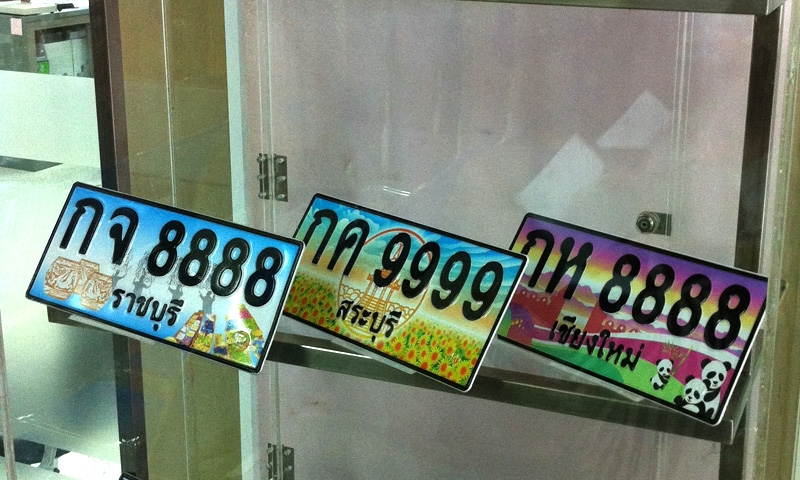 กจ 8888
ราชบุรี
กค 9999
สระบุรี
กห 8888
เชียงใหม่